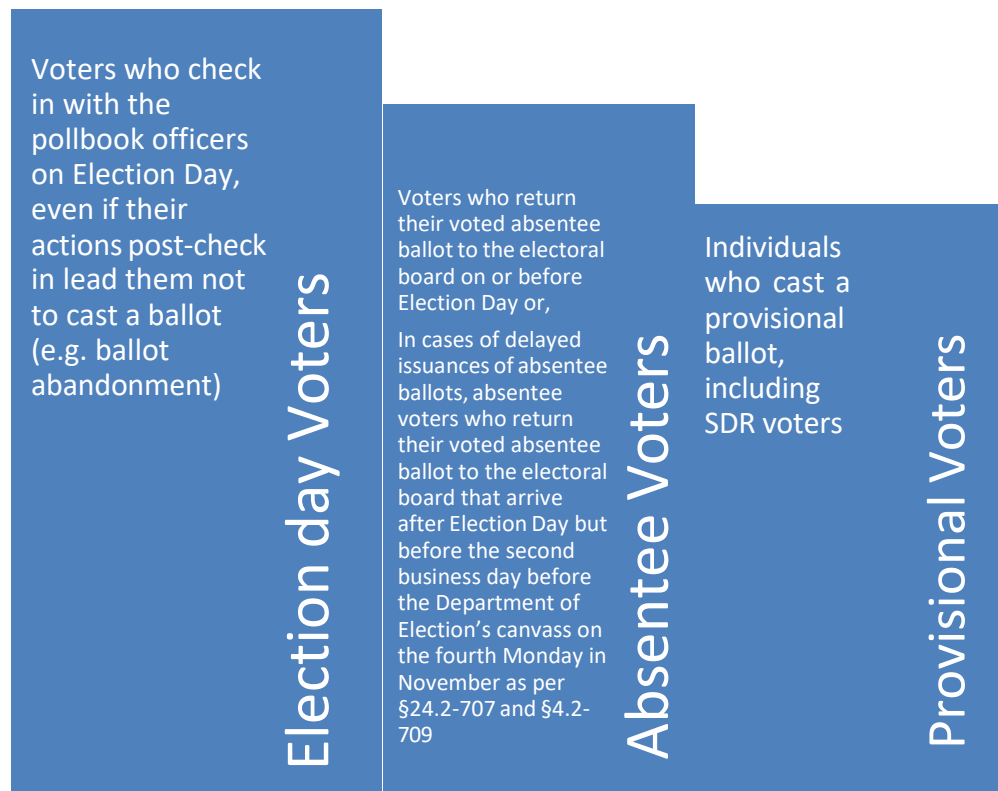 Voters who check
in with the
pollbook officers
on Election Day,
even if their
actions post-check
in lead them not
to cast a ballot
(e.g. ballot
abandonment)
Election day Voters
Voters who return
their voted absentee
ballot to the electoral
board on or before
Election Day or,
In cases of delayed
issuances of absentee
ballots, absentee
voters who return
their voted absentee
ballot to the electoral
board that arrive
after Election Day but
before the second
business day before
the Department of
Election’s canvass on
the fourth Monday in
November as per
§24.2-707 and §4.2-
709
Absentee Voters
Individuals
who cast a
provisional
ballot,
including
SDR voters
Provisional Voters